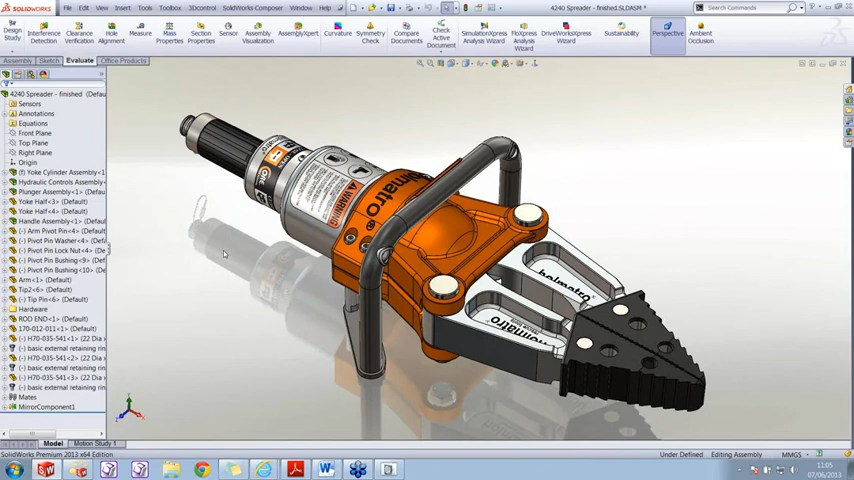 SOLIDWORKS
File Edit View Insert Tools Toolbox 3Dcontrol SolidWorks Composer Window Help
4240 Spreader - finished.SLDASM *
Search Commands
Design Study
Interference Detection
Clearance Verification
Hole Alignment
Measure
Mass Properties
Section Properties
Sensor
Assembly Visualization
AssemblyXpert
Curvature
Symmetry Check
Compare Documents
Check Active Document
SimulationXpress Analysis Wizard
FloXpress Analysis Wizard
DriveWorksXpress Wizard
Sustainability
Perspective
Ambient Occlusion
Assembly Sketch Evaluate Office Products
4240 Spreader - finished (Defau
Sensors
Annotations
Equations
Front Plane
Top Plane
Right Plane
Origin
(f) Yoke Cylinder Assembly<1>
Hydraulic Controls Assembly
Plunger Assembly<1> (Defaul
Yoke Half<3> (Default)
Yoke Half<4> (Default)
Handle Assembly<1> (Default
(-) Arm Pivot Pin<4> (Default
(-) Pivot Pin Washer<4> (Def
(-) Pivot Pin Lock Nut<4> (De
(-) Pivot Pin Bushing<9> (Def
(-) Pivot Pin Bushing<10> (De
Arm<1> (Default)
Tip2<6> (Default)
(-) Tip Pin<6> (Default)
Hardware
ROD END<1> (Default)
170-012-011<1> (Default)
(-) H70-035-541<1> (22 Dia x
(-) basic external retaining rin
(-) H70-035-541<2> (22 Dia x
(-) basic external retaining rin
(-) H70-035-541<3> (22 Dia x
(-) basic external retaining rin
Mates
MirrorComponent1
CORE
WARNING
holmatro
holmatro
holmatro
Model Motion Study 1
SolidWorks Premium 2013 x64 Edition
Under Defined Editing Assembly MMGS
11:05
07/06/2013